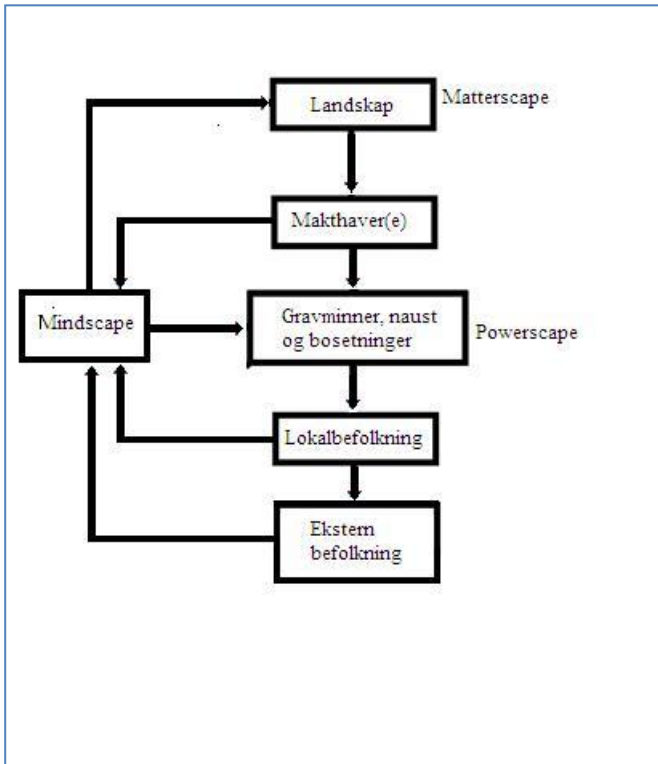 Landskap
Matterscape
Makthaver(e)
Mindscape
Gravminner, naust
og bosetninger
Powerscape
Lokalbefolkning
Ekstern
befolkning